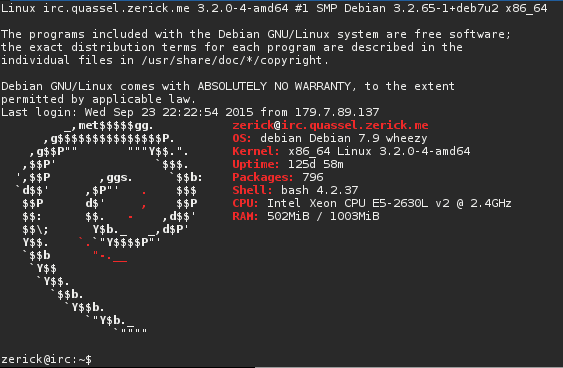 Linux irc.quassel.zerick.me 3.2.0-4-amd64 #1 SMP Debian 3.2.65-1+deb7u2 x86_64

The programs included with the Debian GNU/Linux system are free software;
the exact distribution terms for each program are described in the
individual files in /usr/share/doc/*/copyright.

Debian GNU/Linux comes with ABSOLUTELY NO WARRANTY, to the extent
permitted by applicable law.
Last login: Wed Sep 23 22:22:54 2015 from 179.7.89.137
         _,met$$$$$gg.           zerick@irc.quassel.zerick.me
      ,g$$$$$$$$$$$$$$$P.        OS: debian Debian 7.9 wheezy
    ,g$$P""       """Y$$.".      Kernel: x86_64 Linux 3.2.0-4-amd64
   ,$$P'              `$$$.      Uptime: 125d 58m
 ',$$P       ,ggs.     `$$b:     Packages: 796
 `d$$'     ,$P"'   .    $$$      Shell: bash 4.2.37
  $$P      d$'     ,    $$P      CPU: Intel Xeon CPU E5-2630L v2 @ 2.4GHz
  $$:      $$.   -    ,d$$'      RAM: 502MiB / 1003MiB
  $$\;      Y$b._   _,d$P'
  Y$$.    `.`"Y$$$$P"'
  `$$b      "-.__
   `Y$$
    `Y$$.
      `$$b.
        `Y$$b.
           `"Y$b._
               `""""

zerick@irc:~$